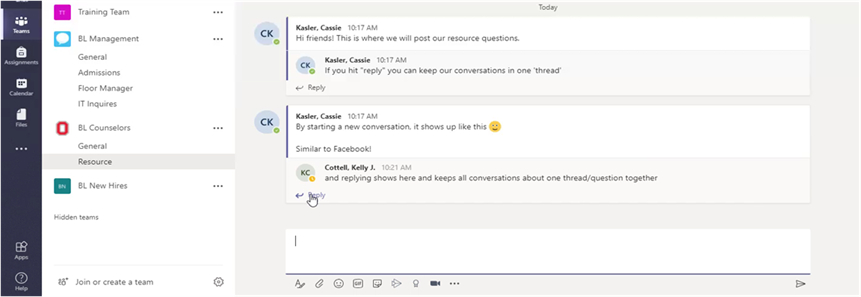 Teams
Assignments
Calendar
Files
Apps
Help
TT
Training Team
BL Management
General
Admissions
Floor Manager
IT Inquires
BL Counselors
General
Resource
BN
BL New Hires
Hidden teams
Join or create a team
Today
CK
Kasler, Cassie 10:17 AM
Hi friends! This is where we will post our resource questions.
CK
Kasler, Cassie 10:17 AM
If you hit "reply" you can keep our conversations in one 'thread'
Reply
CK
Kasler, Cassie 10:17 AM
By starting a new conversation, it shows up like this
Similar to Facebook!
KC
Cottell, Kelly J. 10:21 AM
and replying shows here and keeps all conversations about one thread/question together
Reply
GIF